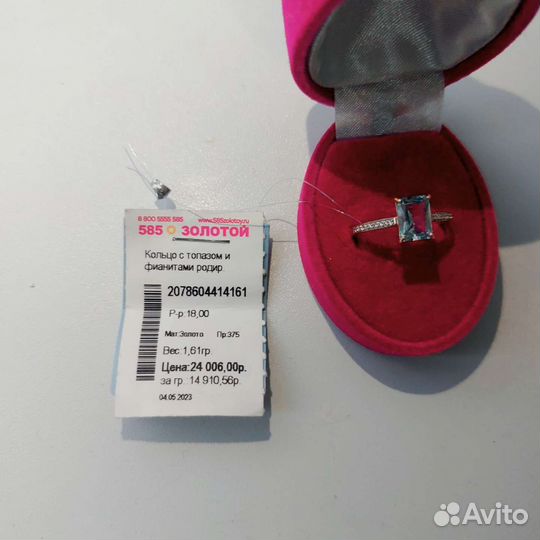 8 800 5555 585 www.585zolotoy.ru
585 ЗОЛОТОЙ
Кольцо с топазом и
фианитами родир.
2078604414161
Р-р.18,00
Мат:Золото Пр:375
Вес 1,61гр.
Цена:24 006,00р.
за гр. :14 910,56р.
04.05.2023
Avito